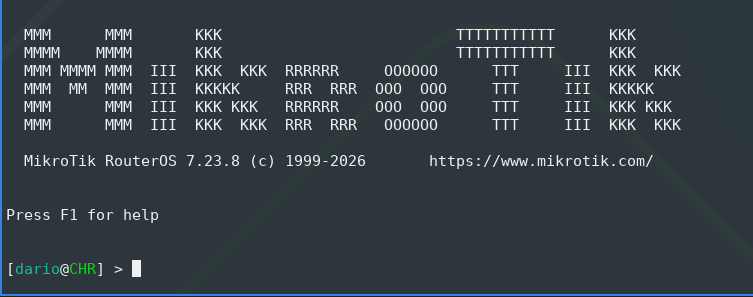 MMM      MMM       KKK                          TTTTTTTTTTT      KKK
MMMM    MMMM       KKK                          TTTTTTTTTTT      KKK
MMM MMMM MMM  III  KKK  KKK  RRRRRR     OOOOOO      TTT     III  KKK  KKK
MMM  MM  MMM  III  KKKKK     RRR  RRR  OOO  OOO     TTT     III  KKKKK
MMM      MMM  III  KKK KKK   RRRRRR    OOO  OOO     TTT     III  KKK KKK
MMM      MMM  III  KKK  KKK  RRR  RRR   OOOOOO      TTT     III  KKK  KKK
MikroTik RouterOS 7.23.8 (c) 1999-2026       https://www.mikrotik.com/
Press F1 for help
[dario@CHR] >